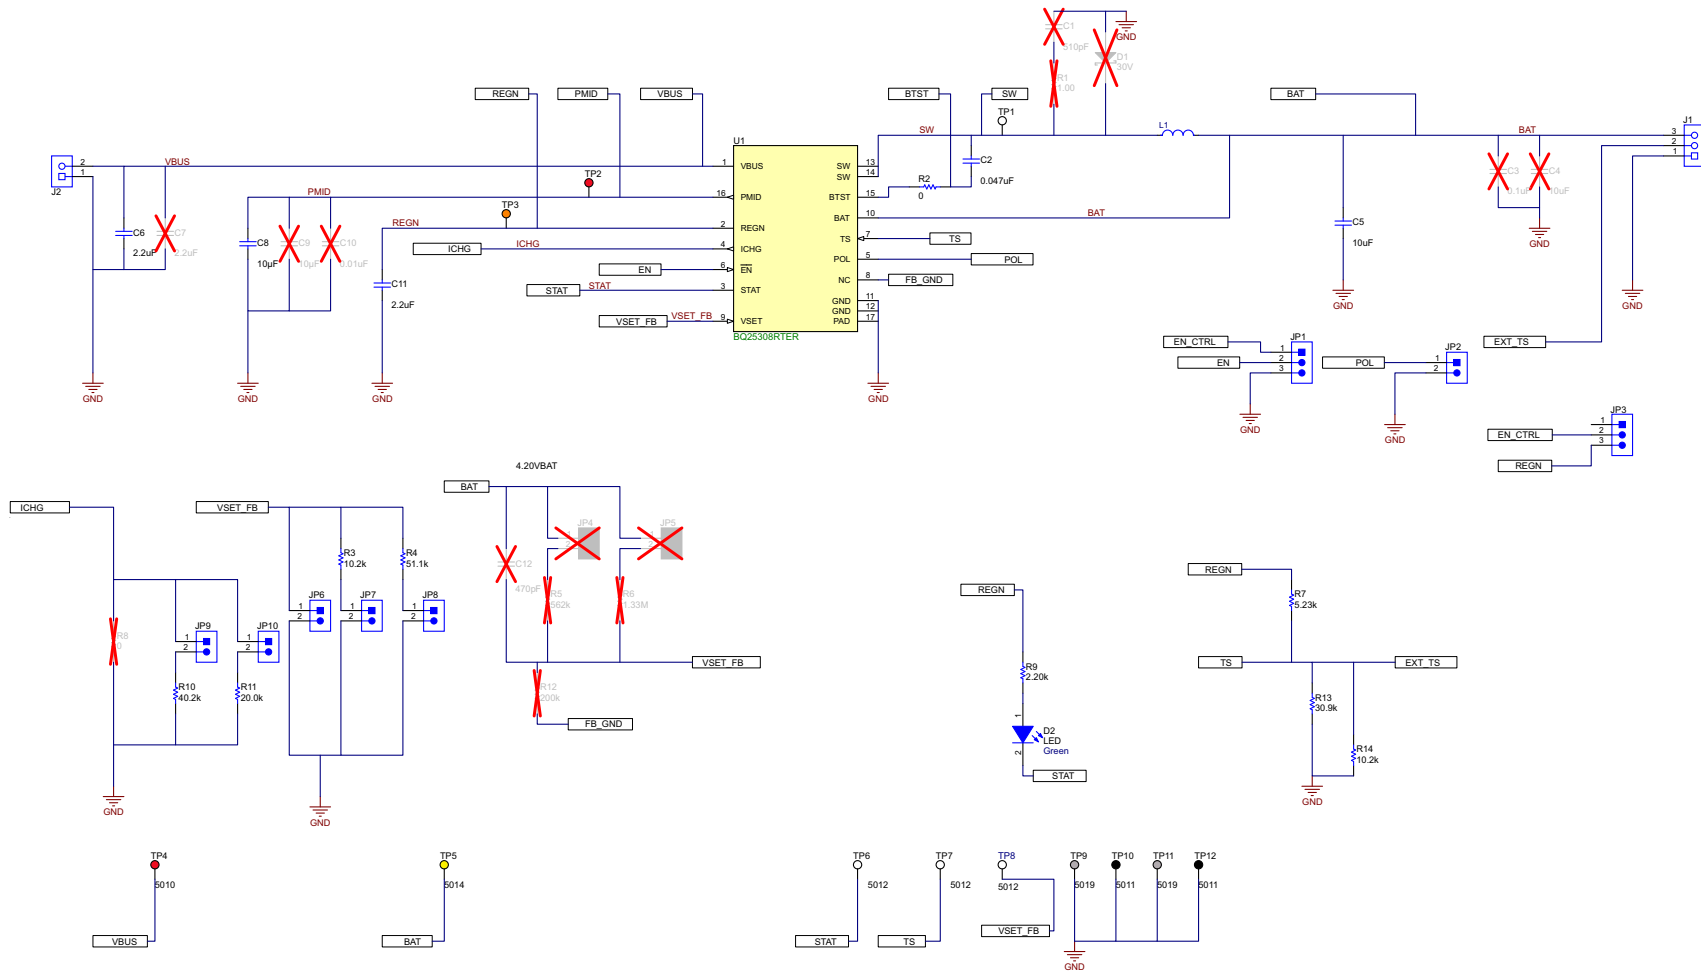 C1
510pF
GND
D1
30V
R1
1.00
REGN
PMID
VBUS
BTST
SW
BAT
TP1
J1
SW
L1
BAT
3
2
1
U1
J2
2
1
VBUS
1
VBUS
SW
13
SW
14
C2
0.047uF
R2
0
C3
0.1uF
C4
10uF
TP2
PMID
16
PMID
BTST
15
TP3
REGN
2
REGN
BAT
10
BAT
C6
2.2uF
C7
2.2uF
C8
10µF
C9
10µF
C10
0.01uF
ICHG
ICHG
4
ICHG
TS
7
TS
C5
10uF
GND
EN
6
EN
POL
5
POL
C11
2.2uF
STAT
STAT
3
STAT
NC
8
FB_GND
GND
11
GND
12
PAD
17
VSET_FB
VSET_FB
9
VSET
BQ25308RTER
GND
GND
GND
GND
GND
GND
EN_CTRL
EN
JP1
1
2
3
GND
POL
JP2
1
2
GND
EXT_TS
JP3
1
2
3
EN_CTRL
REGN
4.20VBAT
BAT
ICHG
VSET_FB
R3
10.2k
R4
51.1k
JP4
1
2
JP5
1
2
C12
470pF
R5
562k
R6
1.33M
JP6
1
2
JP7
1
2
JP8
1
2
R8
0
JP9
1
2
JP10
1
2
R10
40.2k
R11
20.0k
VSET_FB
R12
200k
FB_GND
GND
GND
REGN
R9
2.20k
1
D2
LED
Green
2
STAT
REGN
R7
5.23k
TS
EXT_TS
R13
30.9k
R14
10.2k
GND
TP4
5010
VBUS
TP5
5014
BAT
TP6
5012
STAT
TP7
5012
TS
TP8
5012
VSET_FB
TP9
5019
TP10
5011
TP11
5019
TP12
5011
GND